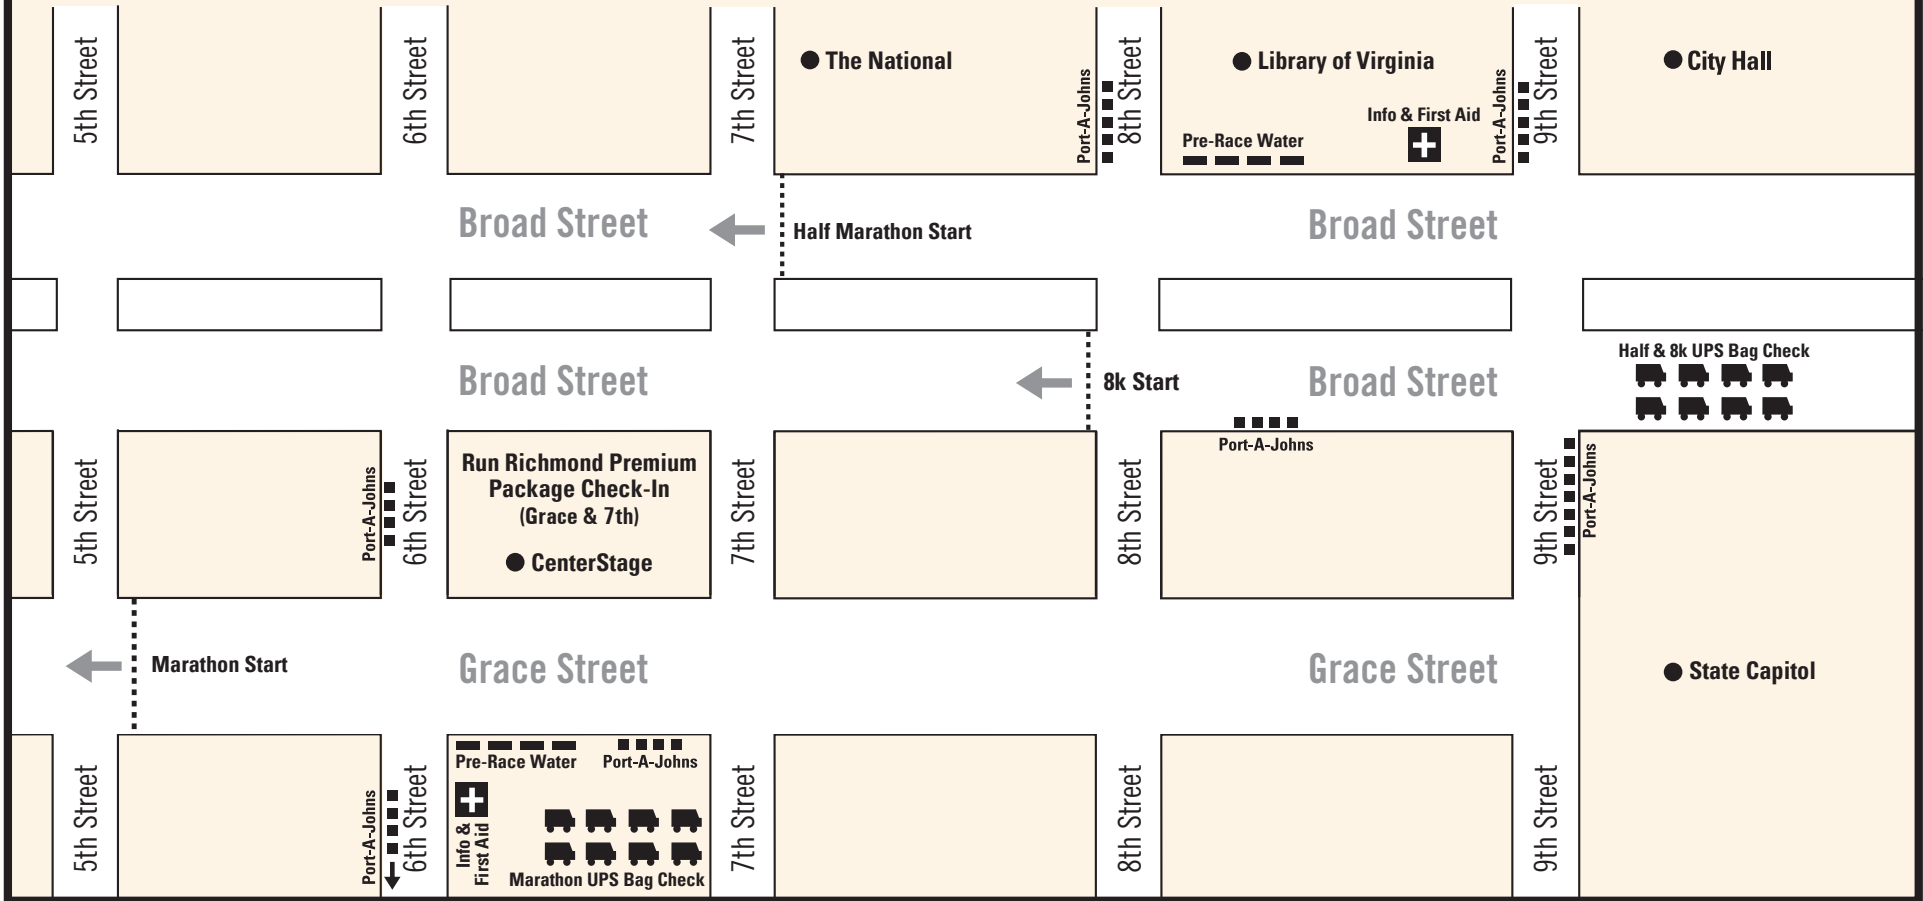 5th Street
6th Street
7th Street
The National
Port-A-Johns
8th Street
Library of Virginia
Info & First Aid
Pre-Race Water
Port-A-Johns
9th Street
City Hall
Broad Street
Half Marathon Start
Broad Street
Broad Street
8k Start
Broad Street
Half & 8k UPS Bag Check
Port-A-Johns
5th Street
Port-A-Johns
6th Street
Run Richmond Premium
Package Check-In
(Grace & 7th)
CenterStage
7th Street
8th Street
9th Street
Port-A-Johns
Marathon Start
Grace Street
Grace Street
State Capitol
5th Street
Port-A-Johns
6th Street
Pre-Race Water
Port-A-Johns
Info &
First Aid
Marathon UPS Bag Check
7th Street
8th Street
9th Street